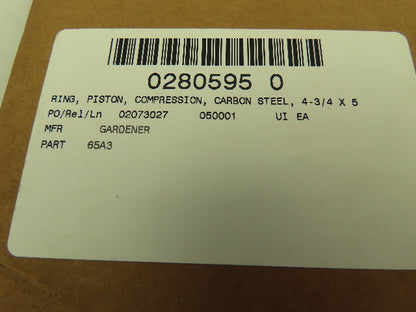 0280595 0
RING, PISTON, COMPRESSION, CARBON STEEL, 4-3/4 X 5
PO/Rel/Ln 02073027 050001 UI EA
MFR GARDENER
PART 65A3